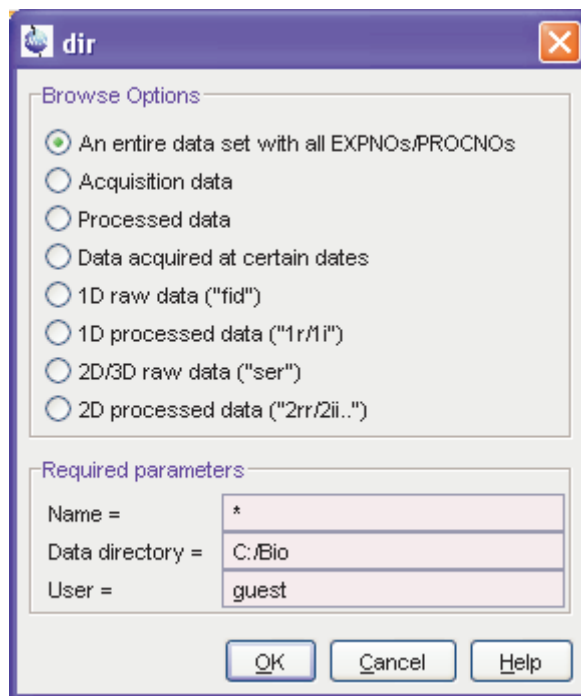 dir
Browse Options
An entire data set with all EXPNOs/PROCNOs
Acquisition data
Processed data
Data acquired at certain dates
1D raw data ("fid")
1D processed data ("1r/1i")
2D/3D raw data ("ser")
2D processed data ("2rr/2ii..")
Required parameters
Name = *
Data directory = C:/Bio
User = guest
OK Cancel Help